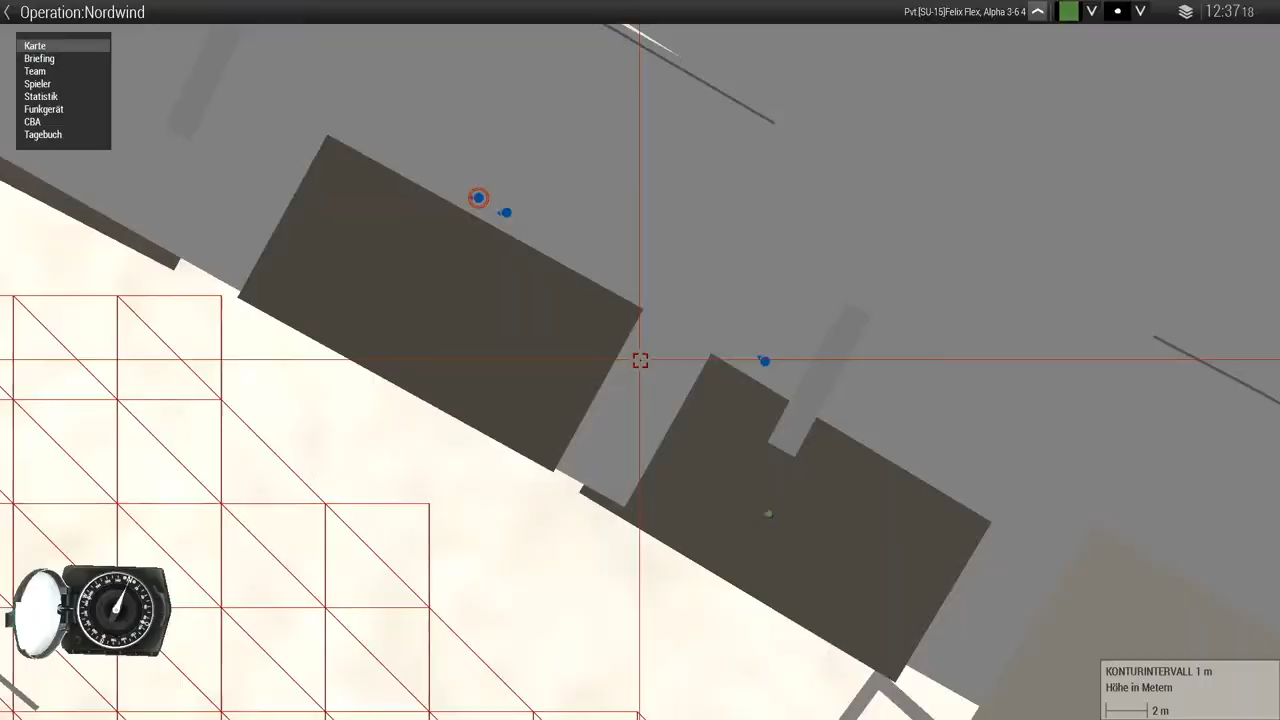 Operation:Nordwind
Pvt.[SU-15]Felix Flex, Alpha 3-6 4
12:37 18
Karte
Briefing
Team
Spieler
Statistik
Funkgerät
CBA
Tagebuch
KONTURINTERVALL 1 m
Höhe in Metern
2 m